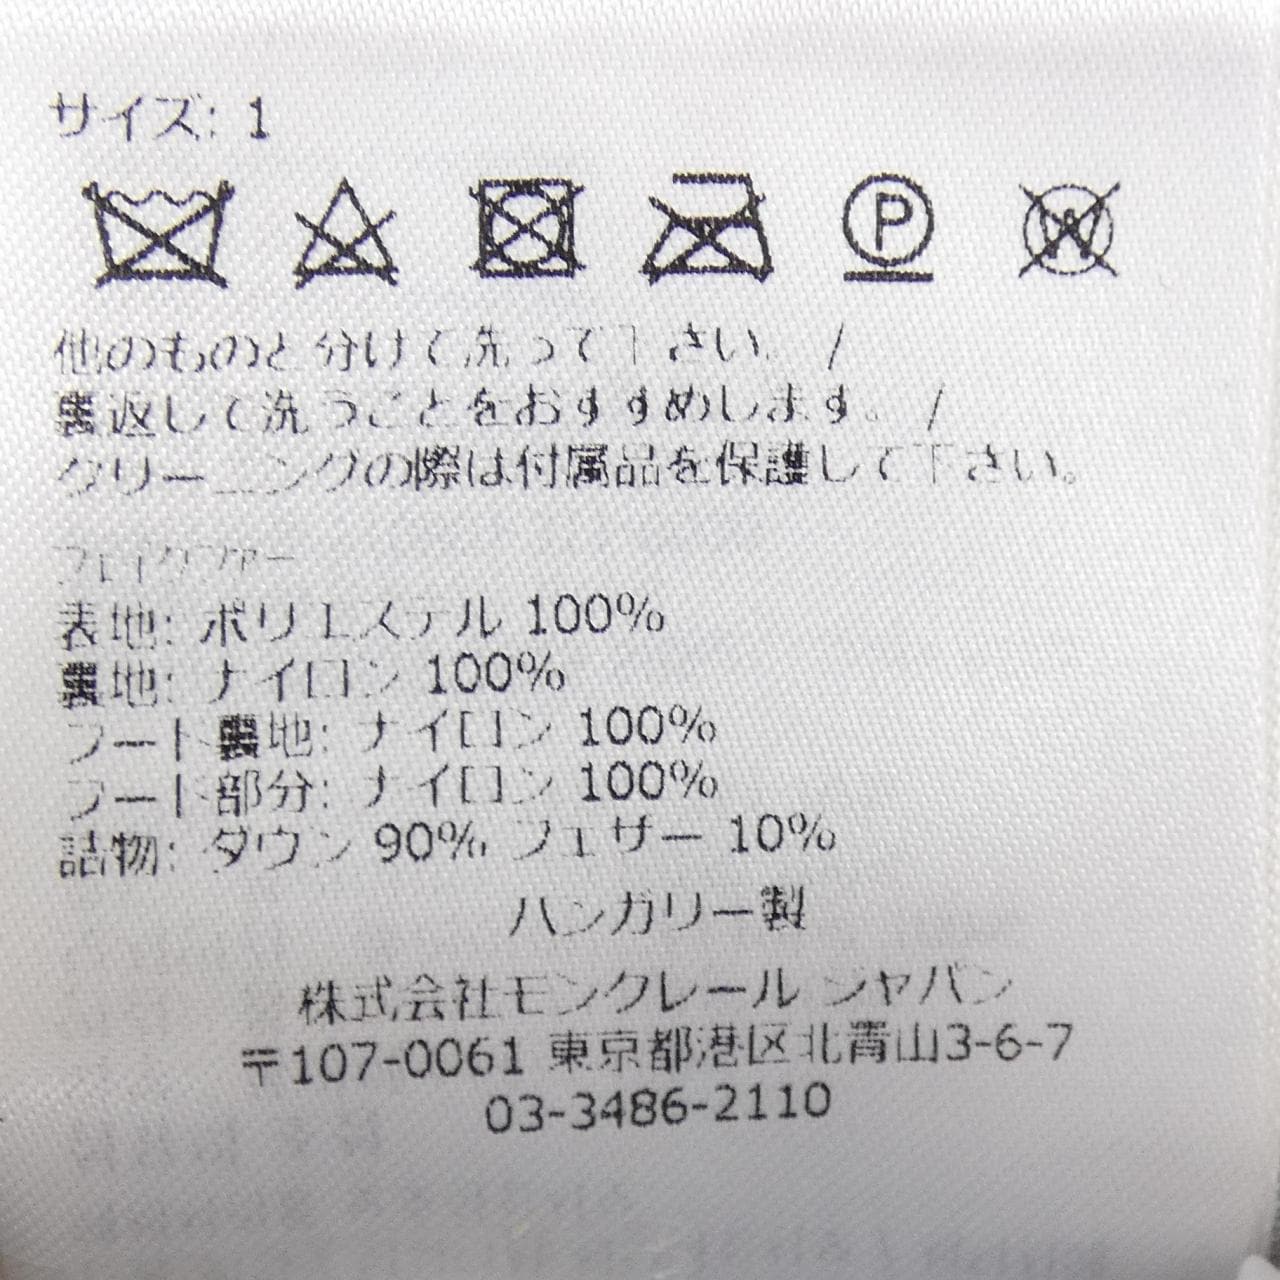 サイズ: 1
P
W
他のものと分けて洗って下さい。/
裏返して洗うことをおすすめします。/
クリーニングの際は付属品を保護して下さい。
フェイクファー
表地: ポリエステル 100%
裏地: ナイロン 100%
フード裏地: ナイロン 100%
フード部分: ナイロン 100%
詰物: ダウン 90%, フェザー 10%
ハンガリー製
株式会社モンクレール ジャパン
〒107-0061 東京都港区北青山3-6-7
03-3486-2110